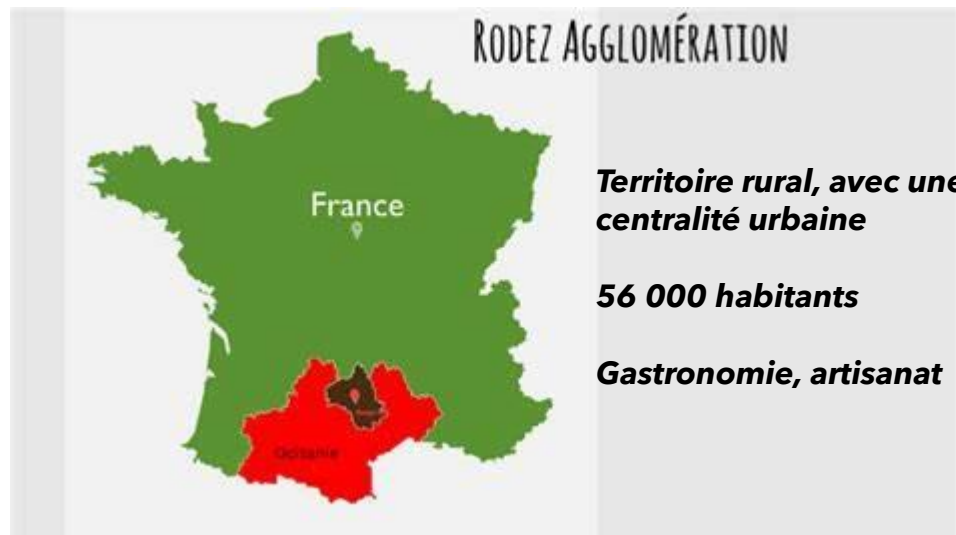 RODEZ AGGLOMÉRATION
Territoire rural, avec une
centralité urbaine
56 000 habitants
Gastronomie, artisanat
France
Occitanie